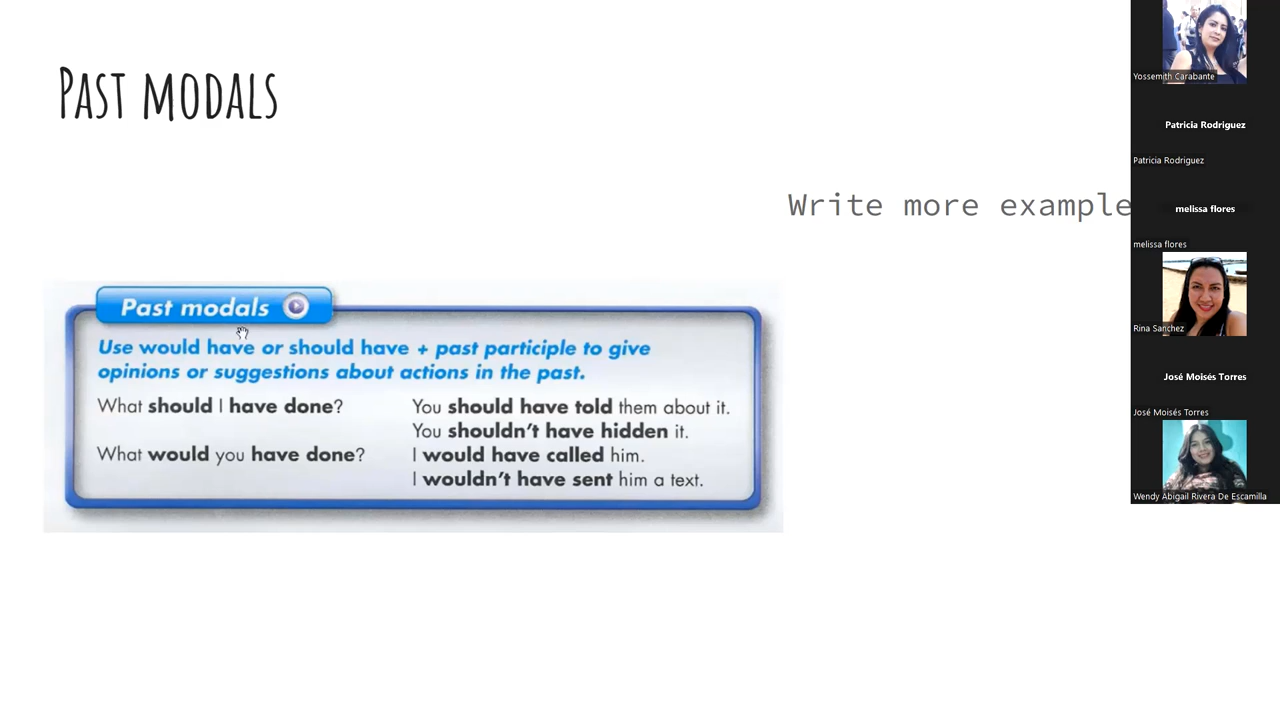 Past modals
Write more example
Past modals
Use would have or should have + past participle to give
opinions or suggestions about actions in the past.
What should I have done?
You should have told them about it.
You shouldn't have hidden it.
What would you have done?
I would have called him.
I wouldn't have sent him a text.
Yossemith Carabante
Patricia Rodriguez
Patricia Rodriguez
melissa flores
melissa flores
Rina Sanchez
José Moisés Torres
José Moisés Torres
Wendy Abigail Rivera De Escamilla